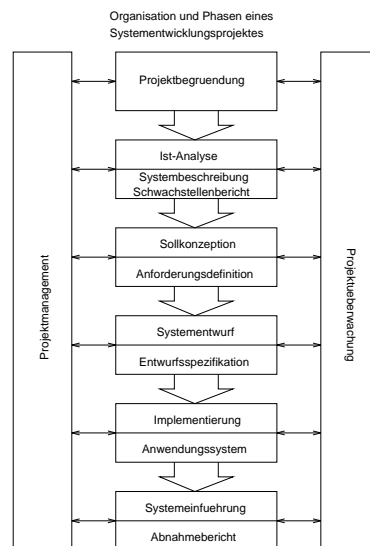 Organisation und Phasen eines
Systementwicklungsprojektes
Projektbegruendung
Ist-Analyse
Systembeschreibung
Schwachstellenbericht
Sollkonzeption
Anforderungsdefinition
Systementwurf
Entwurfsspezifikation
Implementierung
Anwendungssystem
Systemeinfuehrung
Abnahmebericht
Projektmanagement
Projektueberwachung